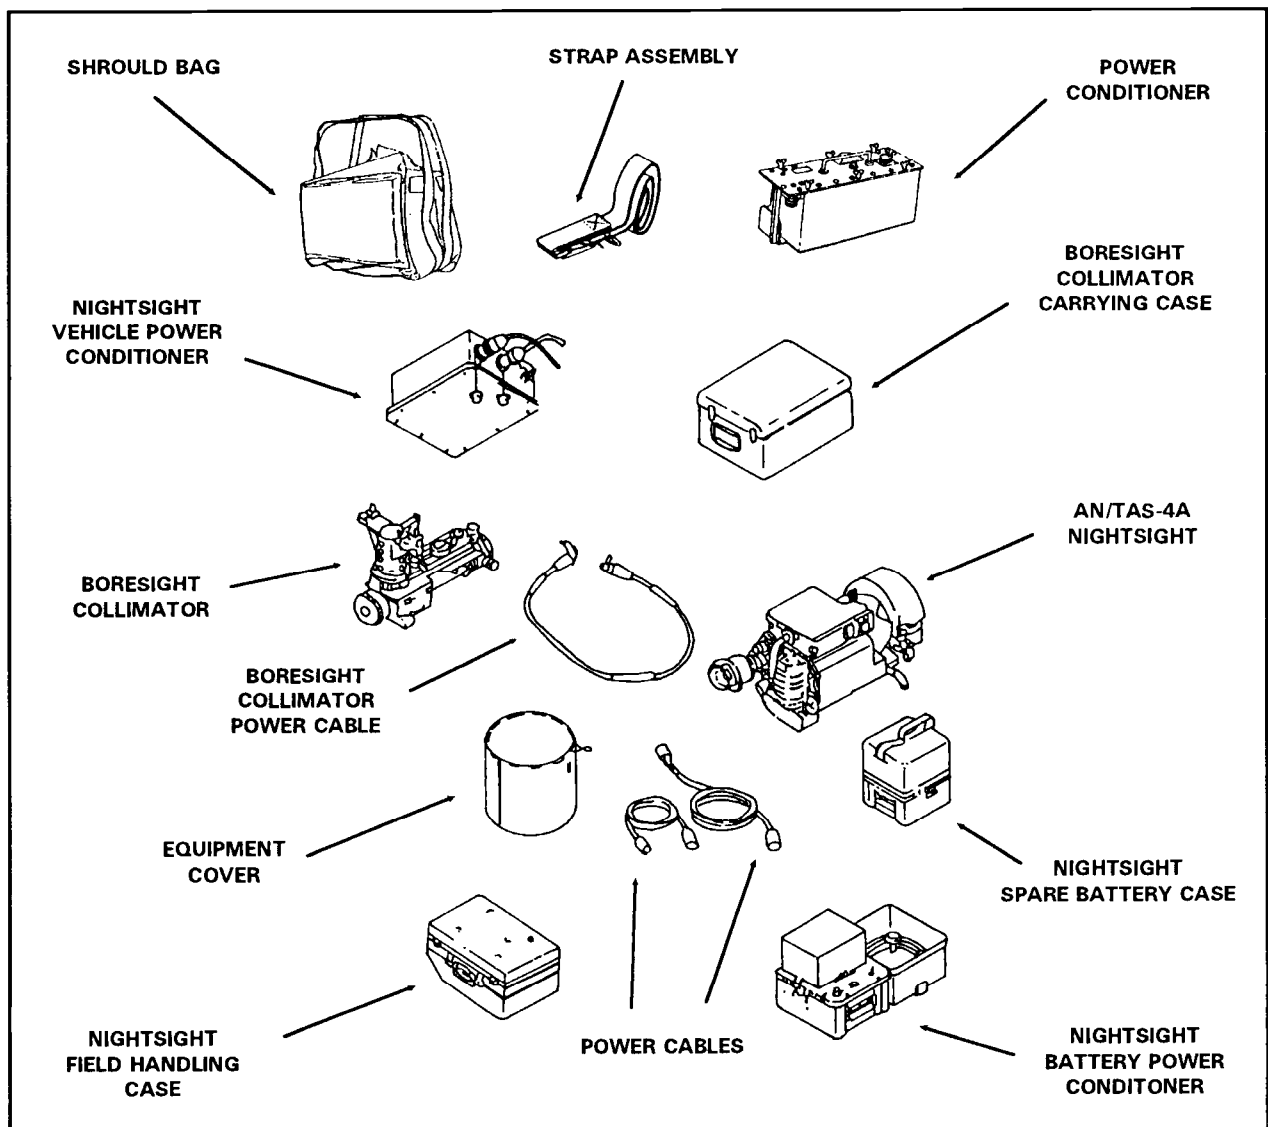 SHROULD BAG
STRAP ASSEMBLY
POWER
CONDITIONER
BORESIGHT
COLLIMATOR
CARRYING CASE
NIGHTSIGHT
VEHICLE POWER
CONDITIONER
AN/TAS-4A
NIGHTSIGHT
BORESIGHT
COLLIMATOR
BORESIGHT
COLLIMATOR
POWER CABLE
EQUIPMENT
COVER
NIGHTSIGHT
SPARE BATTERY CASE
NIGHTSIGHT
FIELD HANDLING
CASE
POWER CABLES
NIGHTSIGHT
BATTERY POWER
CONDITONER